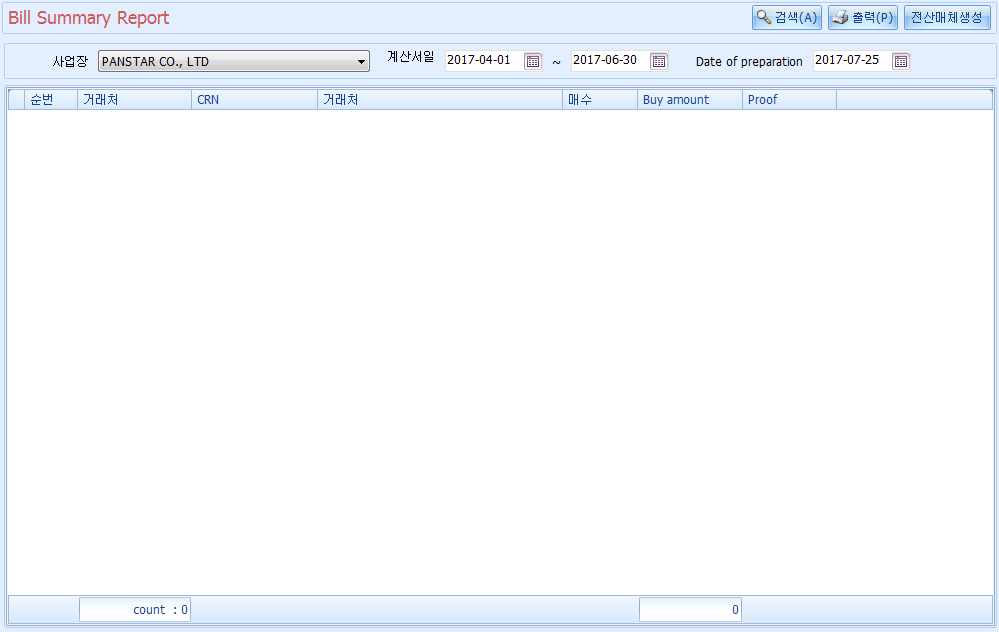 Bill Summary Report 검색(A) 출력(P) 전산매체생성
사업장 PANSTAR CO., LTD 계산서일 2017-04-01 ~ 2017-06-30 Date of preparation 2017-07-25
순번 거래처 CRN 거래처 매수 Buy amount Proof
count : 0 0